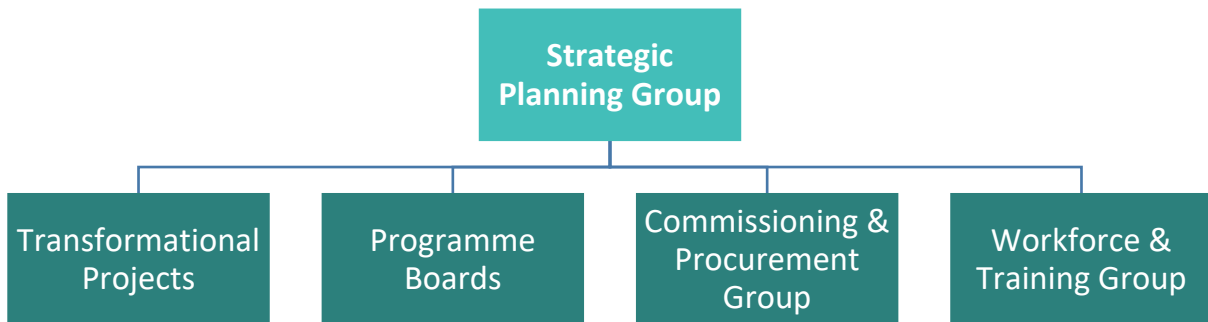 Strategic
Planning Group
Transformational
Projects
Programme
Boards
Commissioning &
Procurement
Group
Workforce &
Training Group